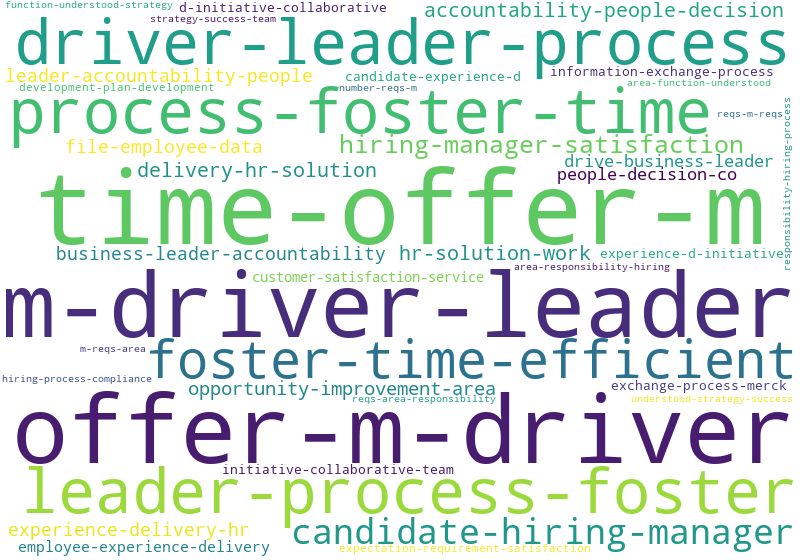 function-understood-strategy
d-initiative-collaborative
accountability-people-decision
strategy-success-team
driver-leader-process
leader-accountability-people
candidate-experience-d
information-exchange-process
development-plan-development
number-reqs-m
area-function-understood
process-foster-time
reqs-m-reqs
file-employee-data
hiring-manager-satisfaction
responsibility-hiring-process
delivery-hr-solution
drive-business-leader
people-decision-co
time-offer-m
business-leader-accountability
hr-solution-work
experience-d-initiative
area-responsibility-hiring
customer-satisfaction-service
m-driver-leader
m-reqs-area
foster-time-efficient
hiring-process-compliance
opportunity-improvement-area
exchange-process-merck
reqs-area-responsibility
understood-strategy-success
offer-m-driver
initiative-collaborative-team
leader-process-foster
candidate-hiring-manager
experience-delivery-hr
employee-experience-delivery
expectation-requirement-satisfaction